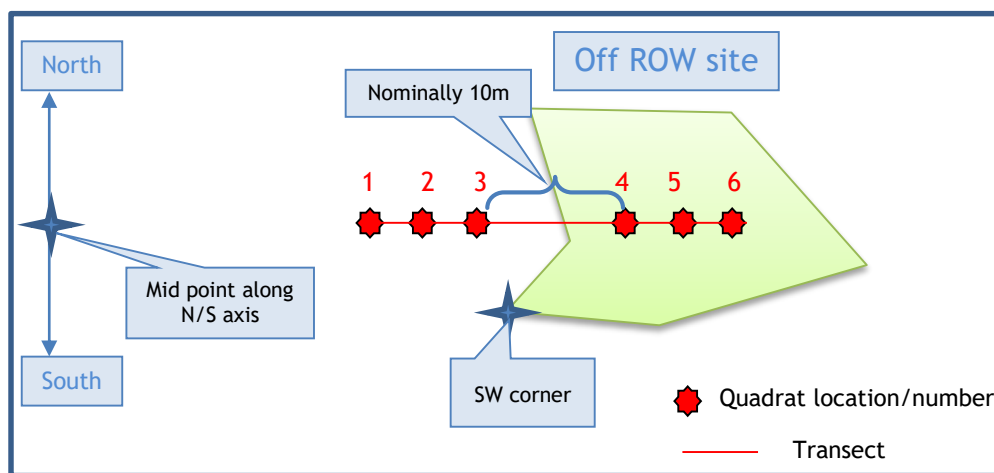 North
Off ROW site
Nominally 10m
1 2 3 4 5 6
Mid point along
N/S axis
South
SW corner
Quadrat location/number
Transect